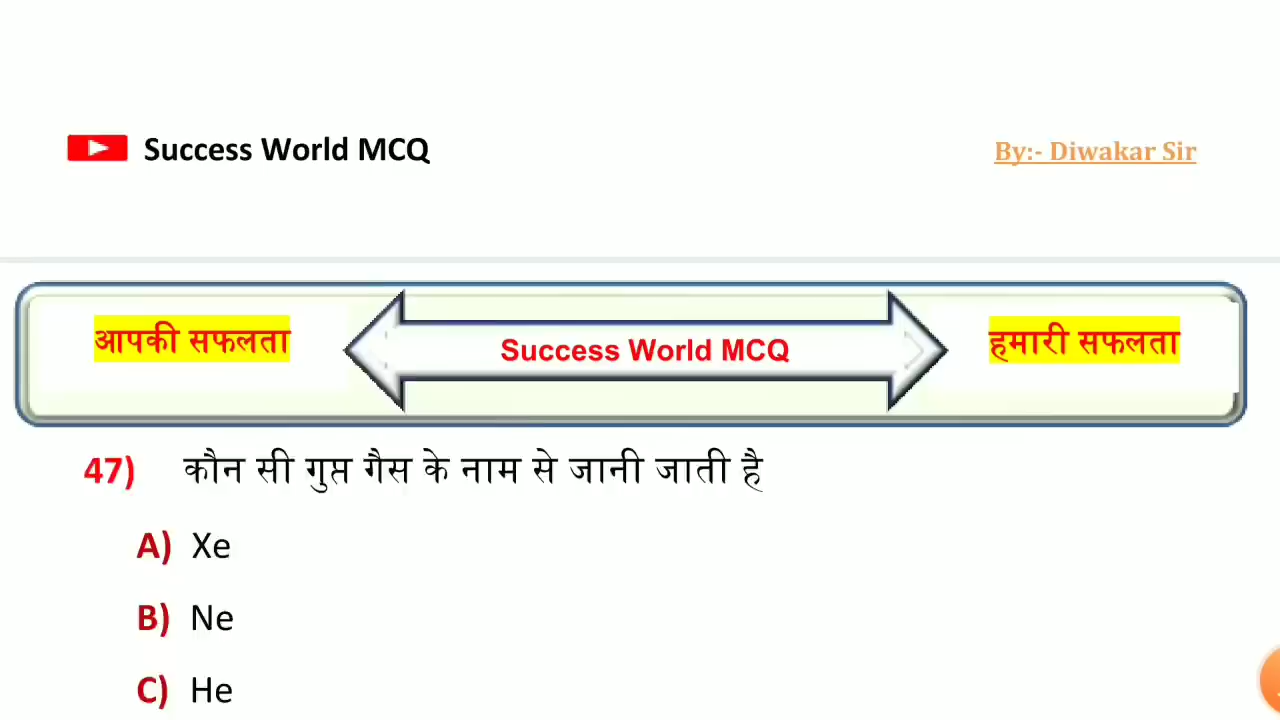 Success World MCQ
By:- Diwakar Sir
आपकी सफलता
Success World MCQ
हमारी सफलता
47) कौन सी गुप्त गैस के नाम से जानी जाती है
A) Xe
B) Ne
C) He